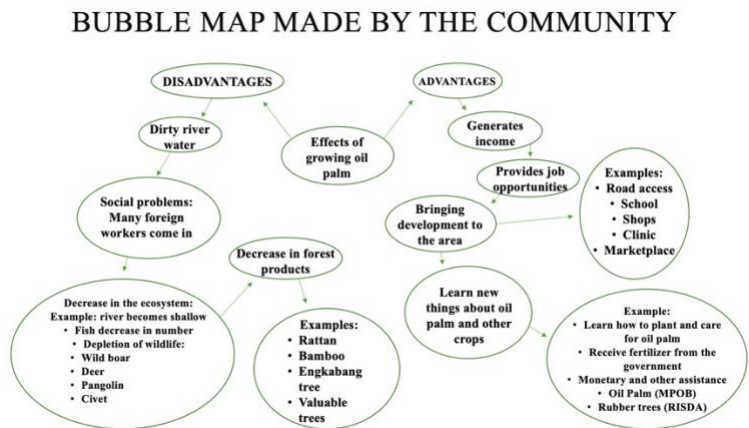 BUBBLE MAP MADE BY THE COMMUNITY
DISADVANTAGES
ADVANTAGES
Dirty river
water
Effects of
growing oil
palm
Generates
income
Provides job
opportunities
Examples:
• Road access
• School
• Shops
• Clinic
• Marketplace
Social problems:
Many foreign
workers come in
Bringing
development to
the area
Decrease in forest
products
Decrease in the ecosystem:
Example: river becomes shallow
• Fish decrease in number
• Depletion of wildlife:
• Wild boar
• Deer
• Pangolin
• Civet
Examples:
• Rattan
• Bamboo
• Engkabang
tree
• Valuable
trees
Learn new
things about oil
palm and other
crops
Example:
• Learn how to plant and care
for oil palm
• Receive fertilizer from the
government
• Monetary and other assistance
• Oil Palm (MPOB)
• Rubber trees (RISDA)